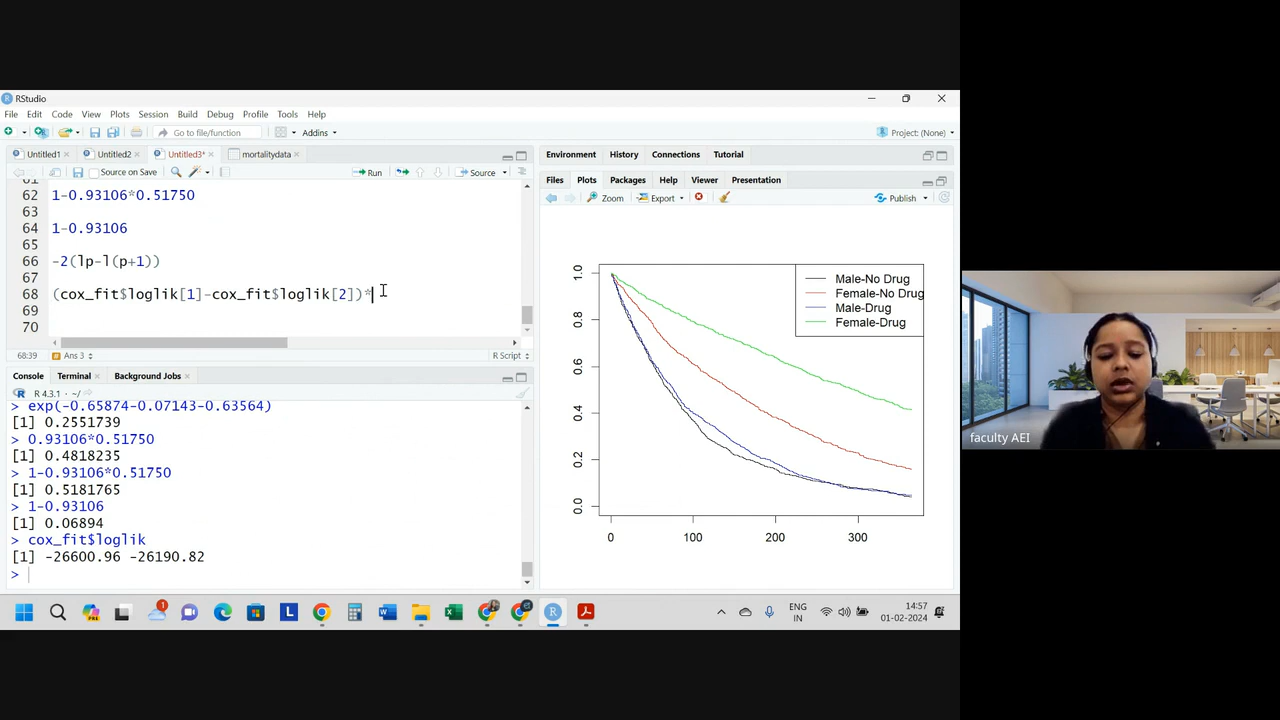 RStudio
File Edit Code View Plots Session Build Debug Profile Tools Help
Go to file/function Addins Project: (None)
Untitled1 Untitled2 Untitled3* mortalitydata
Source on Save Run Source
61
62 1-0.93106*0.51750
63
64 1-0.93106
65
66 -2(lp-l(p+1))
67
68 (cox_fit$loglik[1]-cox_fit$loglik[2])*
69
70
68:39 Ans 3 R Script
Console Terminal Background Jobs
R 4.3.1 · ~/
> exp(-0.65874-0.07143-0.63564)
[1] 0.2551739
> 0.93106*0.51750
[1] 0.4818235
> 1-0.93106*0.51750
[1] 0.5181765
> 1-0.93106
[1] 0.06894
> cox_fit$loglik
[1] -26600.96 -26190.82
>
Environment History Connections Tutorial
Files Plots Packages Help Viewer Presentation
Zoom Export Publish
Male-No Drug
Female-No Drug
Male-Drug
Female-Drug
1.0
0.8
0.6
0.4
0.2
0.0
0 100 200 300
faculty AEI
1 L ENG
IN
14:57
01-02-2024